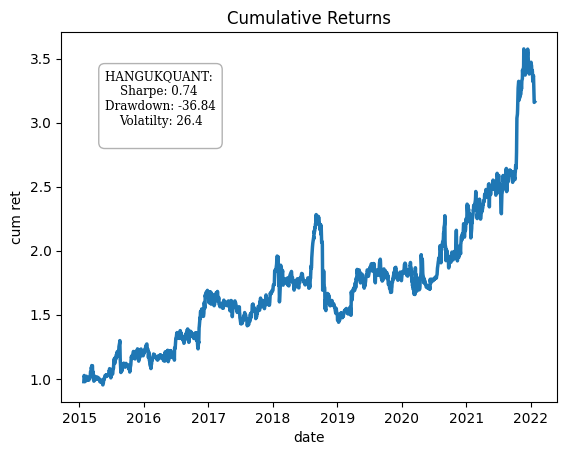 Cumulative Returns
HANGUKQUANT:
Sharpe: 0.74
Drawdown: -36.84
Volatilty: 26.4
cum ret
3.5
3.0
2.5
2.0
1.5
1.0
2015 2016 2017 2018 2019 2020 2021 2022
date